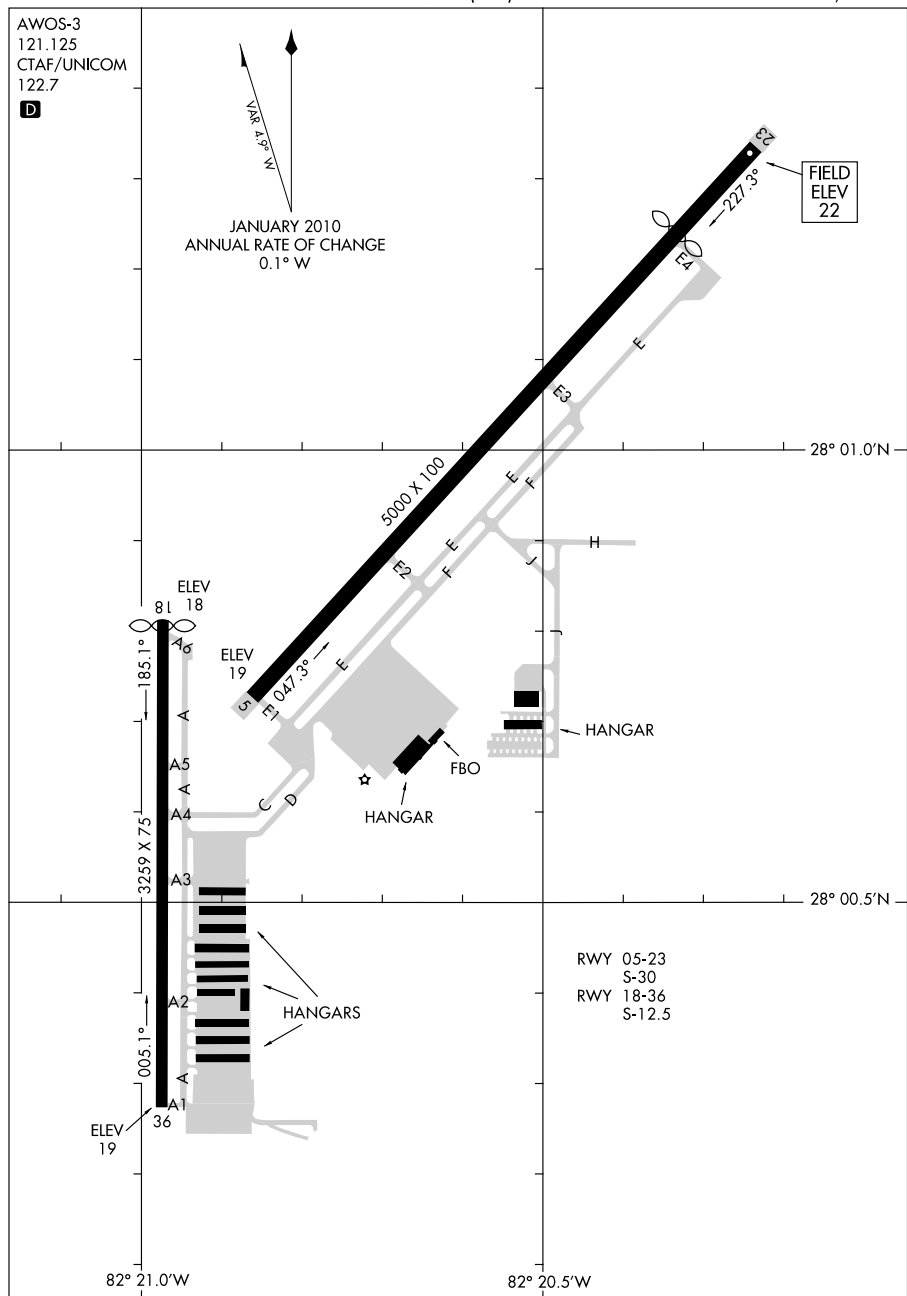 AWOS-3
121.125
CTAF/UNICOM
122.7
D
VAR 4.9° W
JANUARY 2010
ANNUAL RATE OF CHANGE
0.1° W
23
FIELD
ELEV
22
227.3°
E4
E
E3
28° 01.0'N
5000 X 100
E
F
E
F
E2
H
J
J
ELEV
18
18
A6
185.1°
A
ELEV
19
5
047.3°
E1
E
HANGAR
FBO
HANGAR
A5
A
A4
C
D
3259 X 75
A3
28° 00.5'N
RWY 05-23
S-30
RWY 18-36
S-12.5
A2
HANGARS
005.1°
A
A1
36
ELEV
19
82° 21.0'W
82° 20.5'W